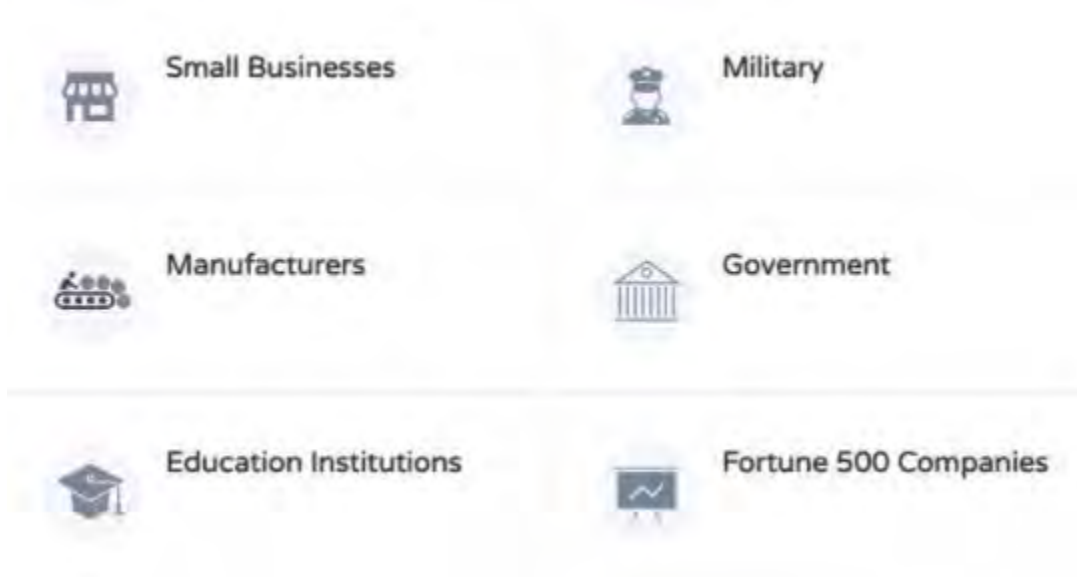 Small Businesses
Military
Manufacturers
Government
Education Institutions
Fortune 500 Companies